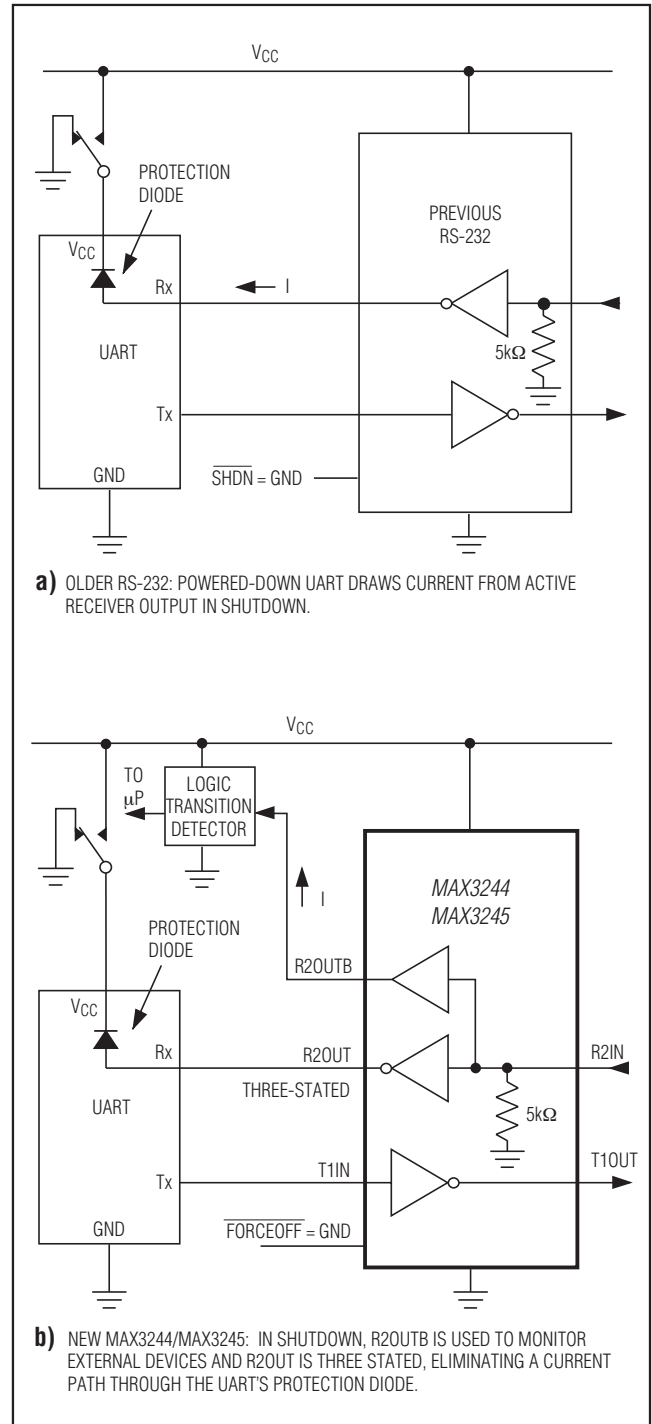 VCC
PROTECTION
DIODE
PREVIOUS
RS-232
VCC
Rx
I
UART
5kΩ
Tx
GND
SHDN = GND
a) OLDER RS-232: POWERED-DOWN UART DRAWS CURRENT FROM ACTIVE
RECEIVER OUTPUT IN SHUTDOWN.
VCC
TO
μP
LOGIC
TRANSITION
DETECTOR
MAX3244
MAX3245
I
PROTECTION
DIODE
R2OUTB
VCC
Rx
R2OUT
R2IN
THREE-STATED
UART
5kΩ
Tx
T1IN
T1OUT
GND
FORCEOFF = GND
b) NEW MAX3244/MAX3245: IN SHUTDOWN, R2OUTB IS USED TO MONITOR
EXTERNAL DEVICES AND R2OUT IS THREE STATED, ELIMINATING A CURRENT
PATH THROUGH THE UART'S PROTECTION DIODE.